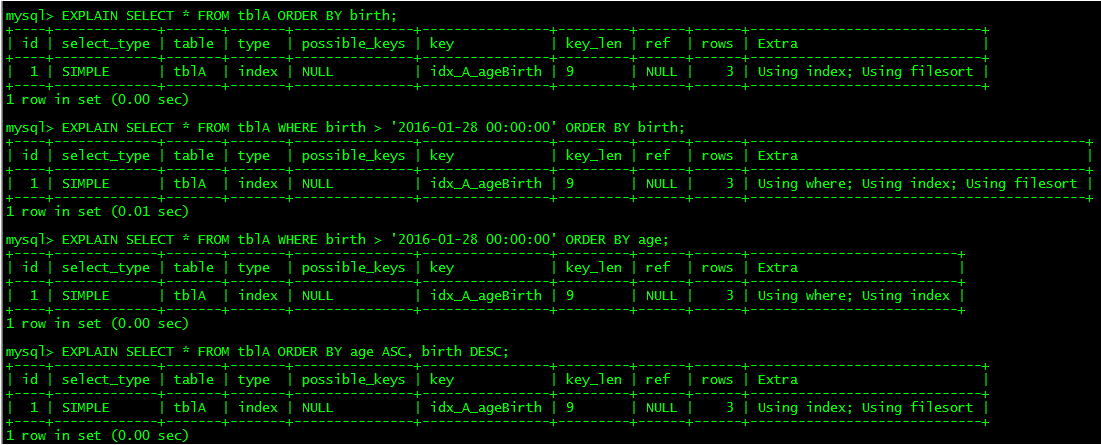 mysql> EXPLAIN SELECT * FROM tblA ORDER BY birth;
+----+-------------+-------+-------+---------------+----------------+---------+------+------+-----------------------------+
| id | select_type | table | type  | possible_keys | key            | key_len | ref  | rows | Extra                       |
+----+-------------+-------+-------+---------------+----------------+---------+------+------+-----------------------------+
|  1 | SIMPLE      | tblA  | index | NULL          | idx_A_ageBirth | 9       | NULL |    3 | Using index; Using filesort |
+----+-------------+-------+-------+---------------+----------------+---------+------+------+-----------------------------+
1 row in set (0.00 sec)
mysql> EXPLAIN SELECT * FROM tblA WHERE birth > '2016-01-28 00:00:00' ORDER BY birth;
+----+-------------+-------+-------+---------------+----------------+---------+------+------+------------------------------------------+
| id | select_type | table | type  | possible_keys | key            | key_len | ref  | rows | Extra                                    |
+----+-------------+-------+-------+---------------+----------------+---------+------+------+------------------------------------------+
|  1 | SIMPLE      | tblA  | index | NULL          | idx_A_ageBirth | 9       | NULL |    3 | Using where; Using index; Using filesort |
+----+-------------+-------+-------+---------------+----------------+---------+------+------+------------------------------------------+
1 row in set (0.01 sec)
mysql> EXPLAIN SELECT * FROM tblA WHERE birth > '2016-01-28 00:00:00' ORDER BY age;
+----+-------------+-------+-------+---------------+----------------+---------+------+------+--------------------------+
| id | select_type | table | type  | possible_keys | key            | key_len | ref  | rows | Extra                    |
+----+-------------+-------+-------+---------------+----------------+---------+------+------+--------------------------+
|  1 | SIMPLE      | tblA  | index | NULL          | idx_A_ageBirth | 9       | NULL |    3 | Using where; Using index |
+----+-------------+-------+-------+---------------+----------------+---------+------+------+--------------------------+
1 row in set (0.00 sec)
mysql> EXPLAIN SELECT * FROM tblA ORDER BY age ASC, birth DESC;
+----+-------------+-------+-------+---------------+----------------+---------+------+------+-----------------------------+
| id | select_type | table | type  | possible_keys | key            | key_len | ref  | rows | Extra                       |
+----+-------------+-------+-------+---------------+----------------+---------+------+------+-----------------------------+
|  1 | SIMPLE      | tblA  | index | NULL          | idx_A_ageBirth | 9       | NULL |    3 | Using index; Using filesort |
+----+-------------+-------+-------+---------------+----------------+---------+------+------+-----------------------------+
1 row in set (0.00 sec)